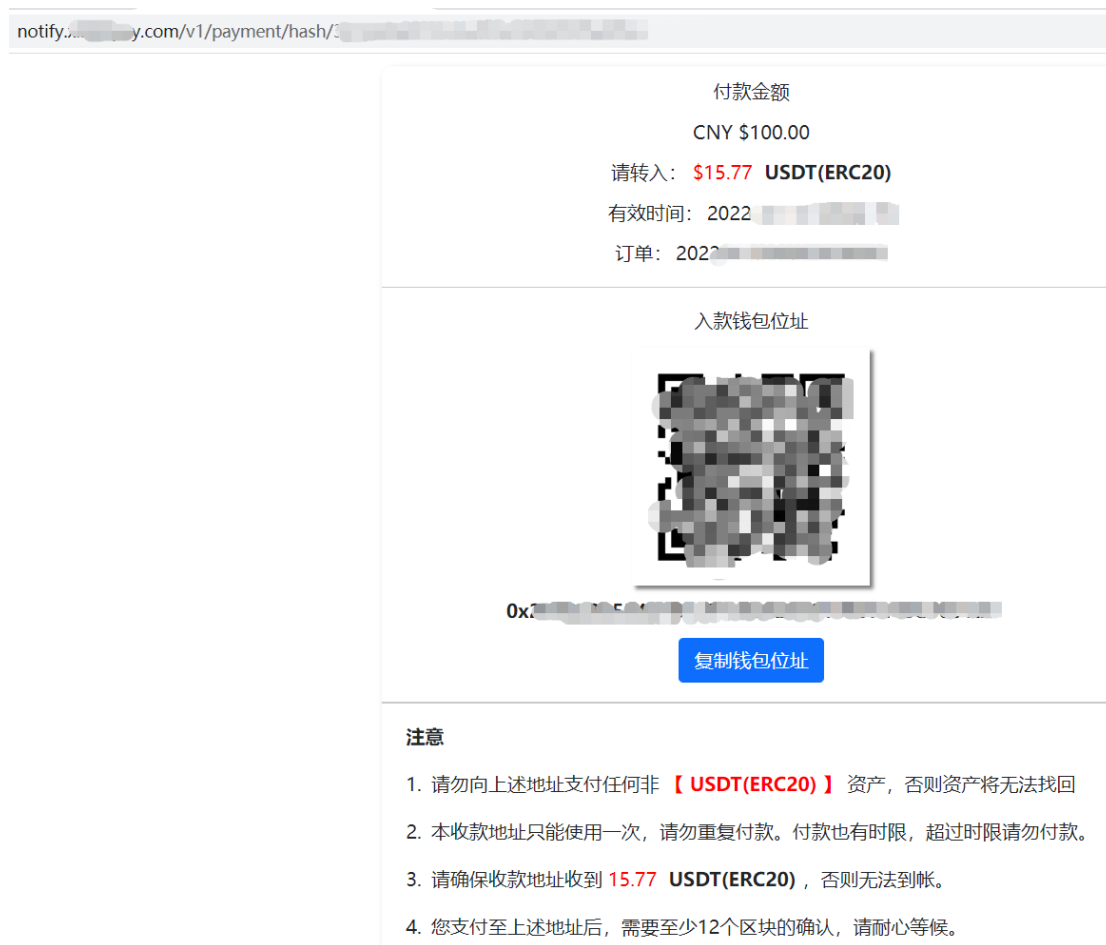 notify.
y.com/v1/payment/hash/3
付款金额
CNY $100.00
请转入： $15.77 USDT(ERC20)
有效时间： 2022
订单： 2022
入款钱包位址
0x2
复制钱包位址
注意
1. 请勿向上述地址支付任何非 【 USDT(ERC20) 】 资产，否则资产将无法找回
2. 本收款地址只能使用一次，请勿重复付款。付款也有时限，超过时限请勿付款。
3. 请确保收款地址收到 15.77 USDT(ERC20) ，否则无法到帐。
4. 您支付至上述地址后，需要至少12个区块的确认，请耐心等候。